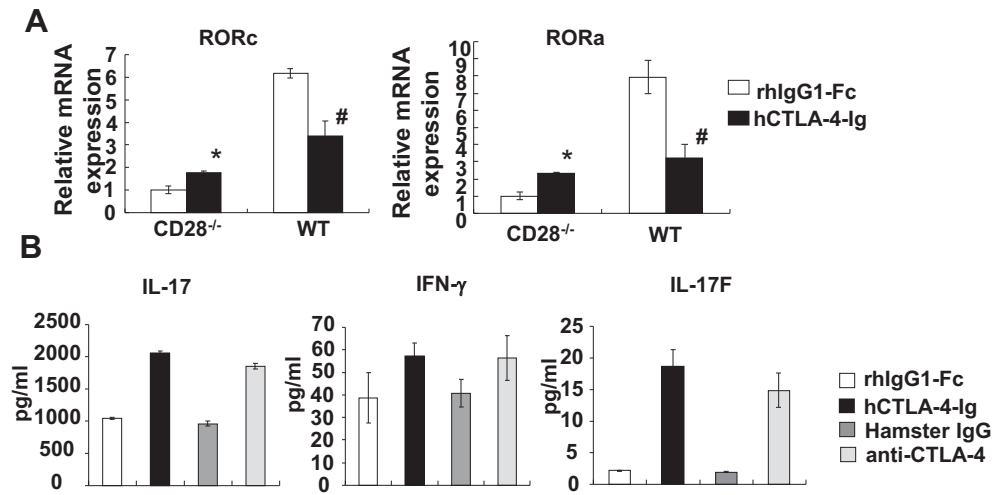 A
RORc
Relative mRNA
expression
7
6
5
4
3
2
1
0
CD28-/-
WT
*
#
RORa
Relative mRNA
expression
10
9
8
7
6
5
4
3
2
1
0
CD28-/-
WT
*
#
rhIgG1-Fc
hCTLA-4-Ig
B
IL-17
pg/ml
2500
2000
1500
1000
500
0
IFN-γ
pg/ml
70
60
50
40
30
20
10
0
IL-17F
pg/ml
25
20
15
10
5
0
rhIgG1-Fc
hCTLA-4-Ig
Hamster IgG
anti-CTLA-4